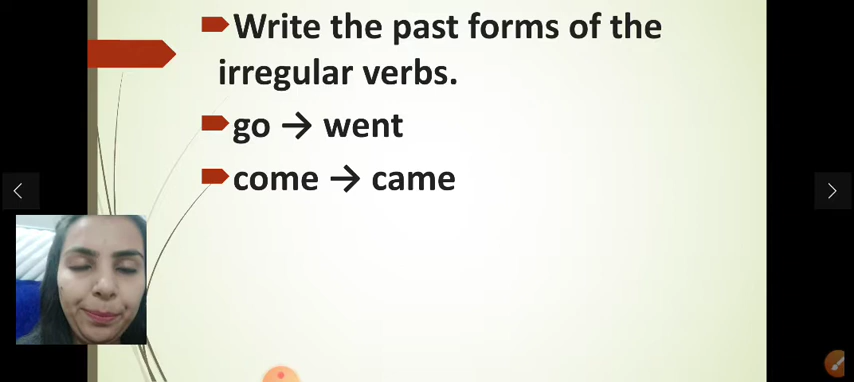 Write the past forms of the
irregular verbs.
go → went
come → came